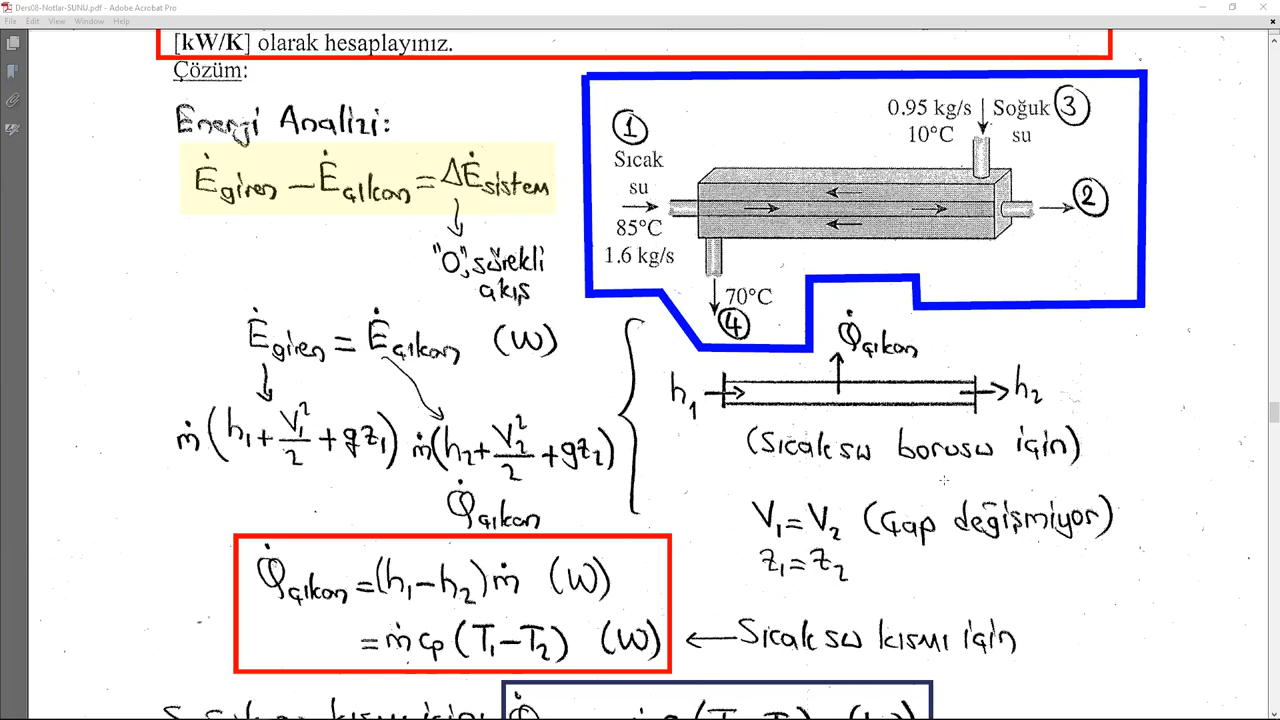 Ders08-Notlar-SUNU.pdf - Adobe Acrobat Pro
File Edit View Window Help
[kW/K] olarak hesaplayınız.
Çözüm:
Enerji Analizi:
Ėgiren − Ėçıkan = ΔĖsistem
"0", sürekli
akış
Ėgiren = Ėçıkan (W)
ṁ(h₁+V₁²/2+gz₁) ṁ(h₂+V₂²/2+gz₂)
Q̇çıkan
Q̇çıkan = (h₁−h₂)ṁ (W)
= ṁcp(T₁−T₂) (W) ← Sıcak su kısmı için
① Sıcak
su
85°C
1.6 kg/s
0.95 kg/s Soğuk ③
10°C su
②
70°C
④
Q̇çıkan
h₁ h₂
(Sıcak su borusu için)
V₁=V₂ (Çap değişmiyor)
z₁=z₂